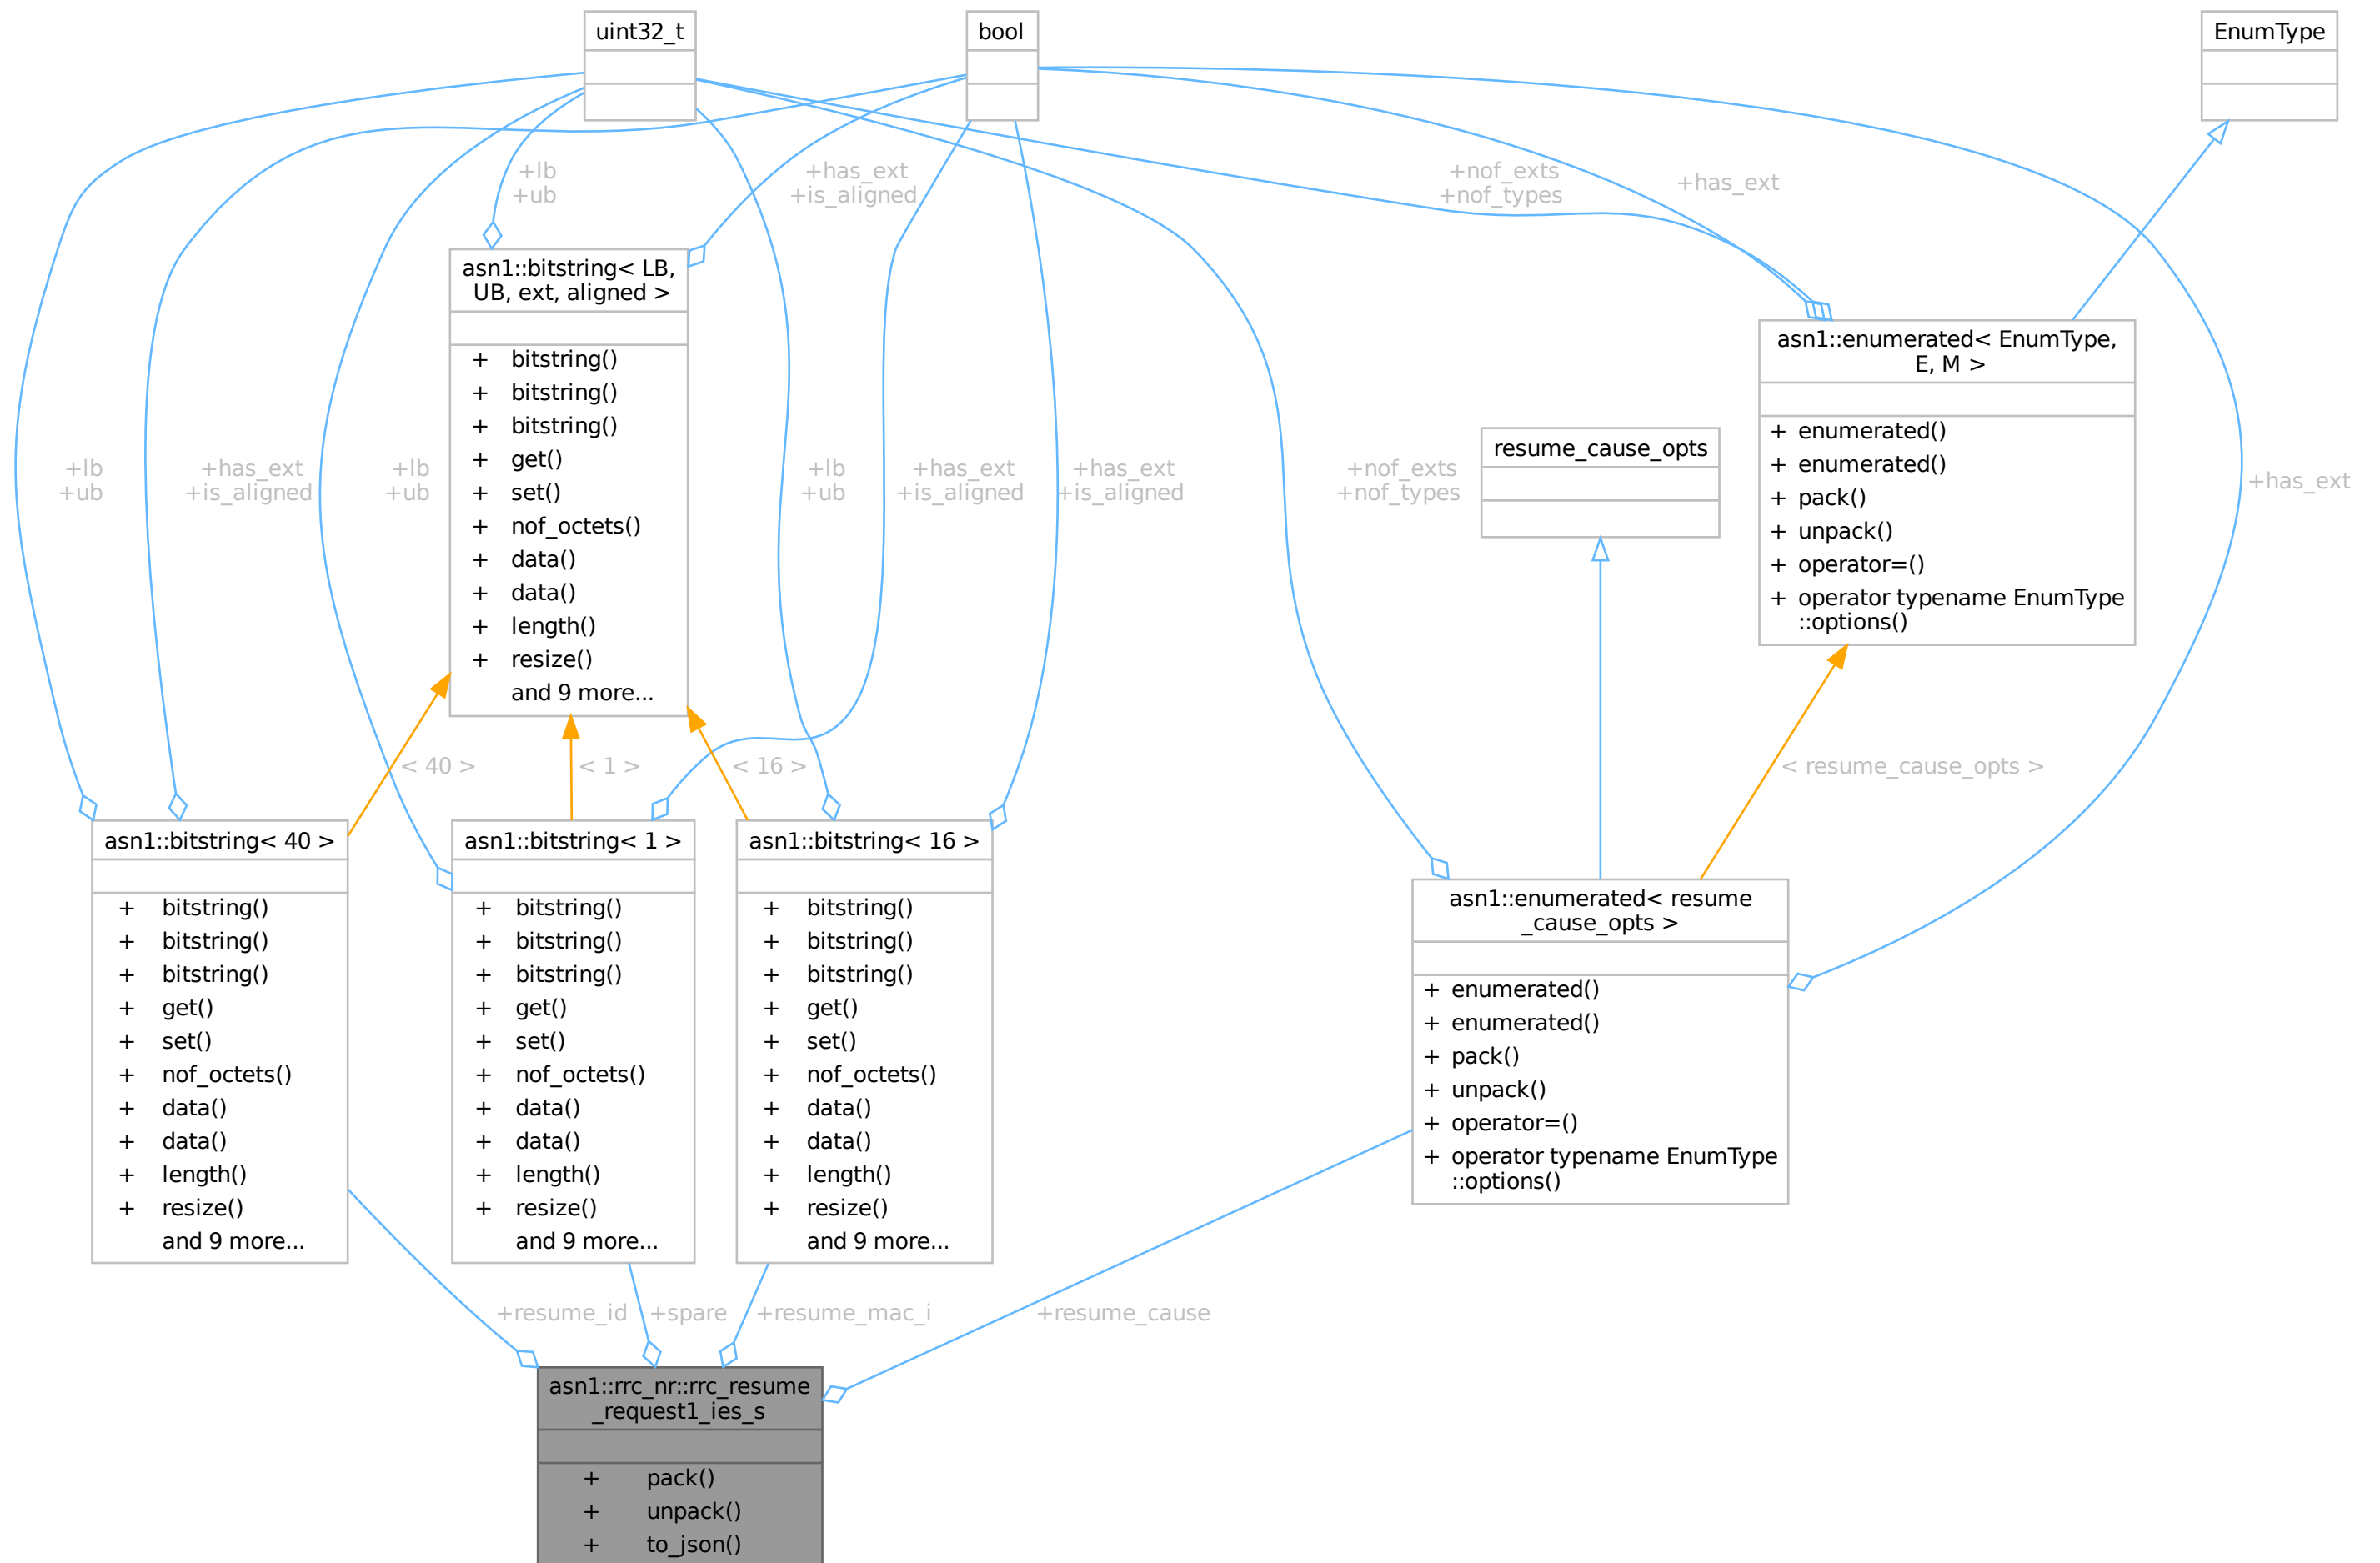 uint32_t
bool
EnumType
+lb
+ub
+has_ext
+is_aligned
+nof_exts
+nof_types
+has_ext
asn1::bitstring< LB,
UB, ext, aligned >
+ bitstring()
+ bitstring()
+ bitstring()
+ get()
+ set()
+ nof_octets()
+ data()
+ data()
+ length()
+ resize()
and 9 more...
asn1::enumerated< EnumType,
E, M >
+ enumerated()
+ enumerated()
+ pack()
+ unpack()
+ operator=()
+ operator typename EnumType
::options()
resume_cause_opts
+lb
+ub
+has_ext
+is_aligned
+lb
+ub
+lb
+ub
+has_ext
+is_aligned
+has_ext
+is_aligned
+nof_exts
+nof_types
+has_ext
< 40 >
< 1 >
< 16 >
< resume_cause_opts >
asn1::bitstring< 40 >
+ bitstring()
+ bitstring()
+ bitstring()
+ get()
+ set()
+ nof_octets()
+ data()
+ data()
+ length()
+ resize()
and 9 more...
asn1::bitstring< 1 >
+ bitstring()
+ bitstring()
+ bitstring()
+ get()
+ set()
+ nof_octets()
+ data()
+ data()
+ length()
+ resize()
and 9 more...
asn1::bitstring< 16 >
+ bitstring()
+ bitstring()
+ bitstring()
+ get()
+ set()
+ nof_octets()
+ data()
+ data()
+ length()
+ resize()
and 9 more...
asn1::enumerated< resume
_cause_opts >
+ enumerated()
+ enumerated()
+ pack()
+ unpack()
+ operator=()
+ operator typename EnumType
::options()
+resume_id
+spare
+resume_mac_i
+resume_cause
asn1::rrc_nr::rrc_resume
_request1_ies_s
+ pack()
+ unpack()
+ to_json()